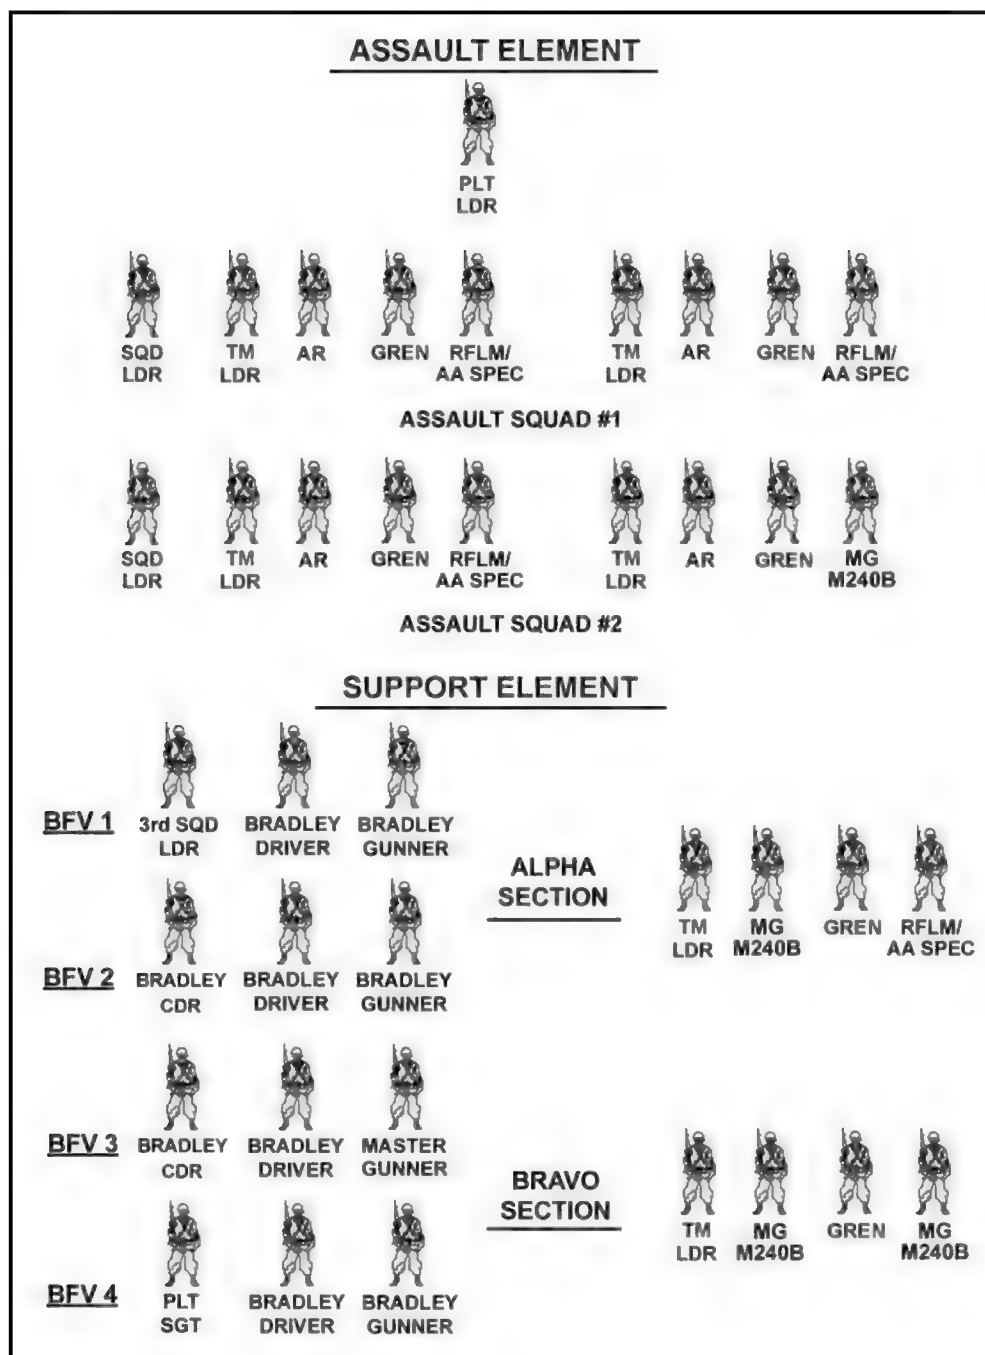 ASSAULT ELEMENT
PLT
LDR
SQD
LDR
TM
LDR
AR
GREN
RFLM/
AA SPEC
TM
LDR
AR
GREN
RFLM/
AA SPEC
ASSAULT SQUAD #1
SQD
LDR
TM
LDR
AR
GREN
RFLM/
AA SPEC
TM
LDR
AR
GREN
MG
M240B
ASSAULT SQUAD #2
SUPPORT ELEMENT
BFV 1
3rd SQD
LDR
BRADLEY
DRIVER
BRADLEY
GUNNER
BFV 2
BRADLEY
CDR
BRADLEY
DRIVER
BRADLEY
GUNNER
ALPHA
SECTION
TM
LDR
MG
M240B
GREN
RFLM/
AA SPEC
BFV 3
BRADLEY
CDR
BRADLEY
DRIVER
MASTER
GUNNER
BFV 4
PLT
SGT
BRADLEY
DRIVER
BRADLEY
GUNNER
BRAVO
SECTION
TM
LDR
MG
M240B
GREN
MG
M240B